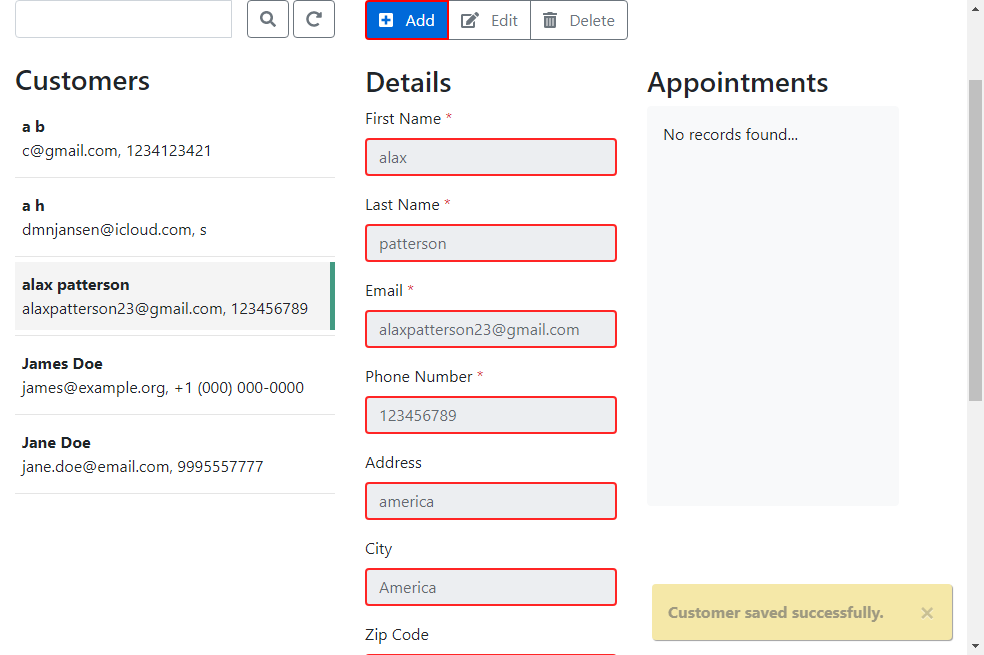 Add Edit Delete
Customers
a b
c@gmail.com, 1234123421
a h
dmnjansen@icloud.com, s
alax patterson
alaxpatterson23@gmail.com, 123456789
James Doe
james@example.org, +1 (000) 000-0000
Jane Doe
jane.doe@email.com, 9995557777
Details
First Name *
alax
Last Name *
patterson
Email *
alaxpatterson23@gmail.com
Phone Number *
123456789
Address
america
City
America
Zip Code
Appointments
No records found...
Customer saved successfully. ×